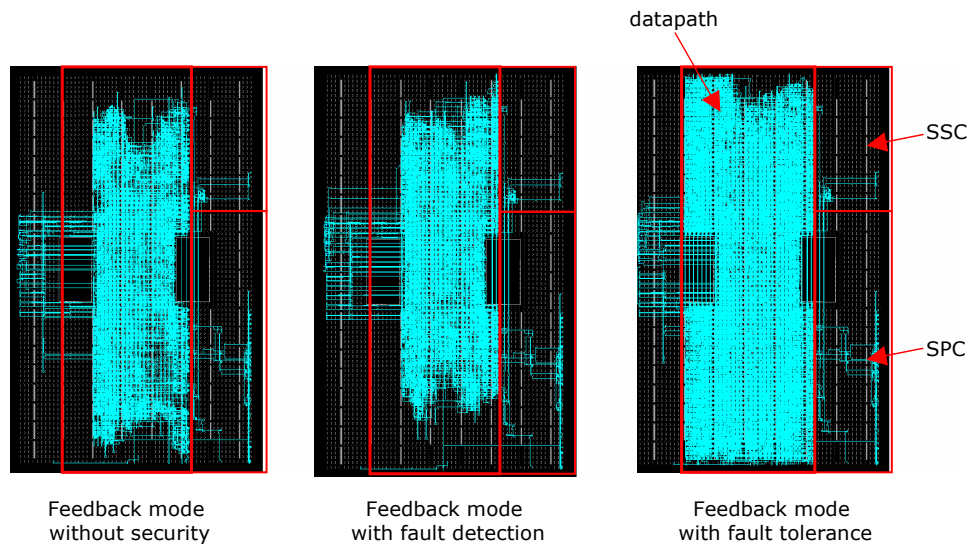 datapath
SSC
SPC
Feedback mode
without security
Feedback mode
with fault detection
Feedback mode
with fault tolerance